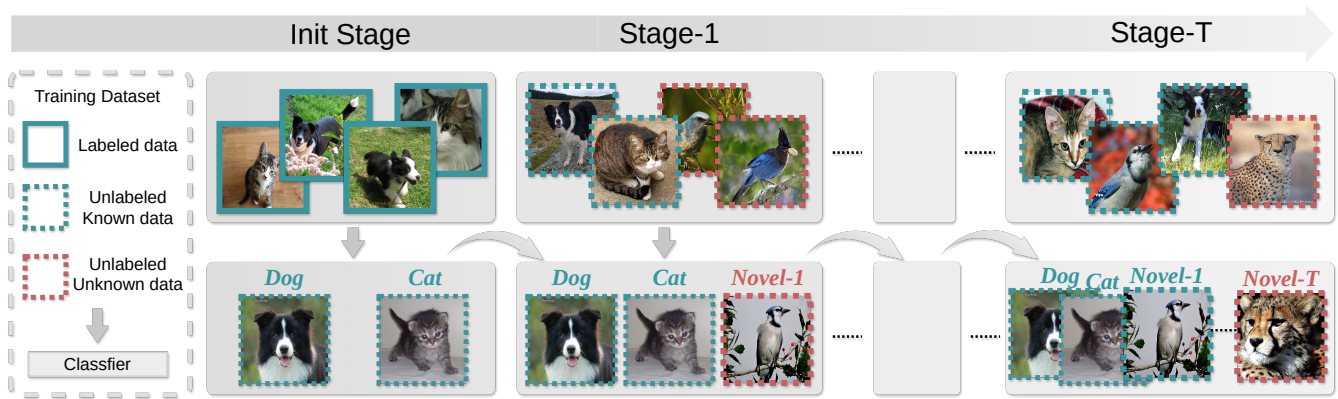 Init Stage
Stage-1
Stage-T
Training Dataset
Labeled data
Unlabeled
Known data
Unlabeled
Unknown data
Classfier
Dog
Cat
Dog
Cat
Novel-1
Dog
Cat
Novel-1
Novel-T